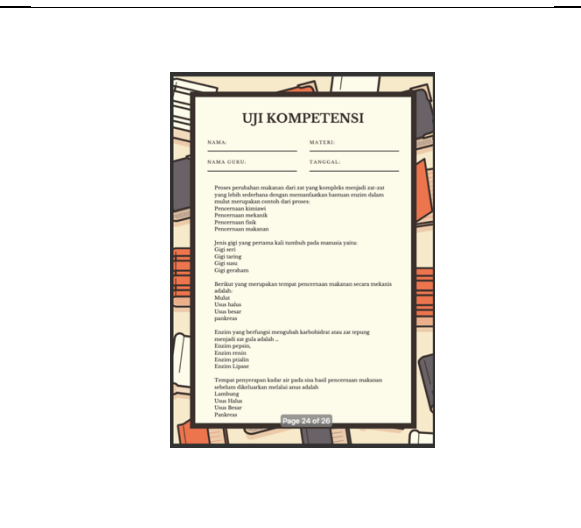 UJI KOMPETENSI
NAMA: MATERI:
NAMA GURU: TANGGAL:
Proses perubahan makanan dari zat yang kompleks menjadi zat-zat
yang lebih sederhana dengan memanfaatkan bantuan enzim dalam
mulut merupakan contoh dari proses:
Pencernaan kimiawi
Pencernaan mekanik
Pencernaan fisik
Pencernaan makanan
Jenis gigi yang pertama kali tumbuh pada manusia yaitu:
Gigi seri
Gigi taring
Gigi susu
Gigi geraham
Berikut yang merupakan tempat pencernaan makanan secara mekanis
adalah:
Mulut
Usus halus
Usus besar
pankreas
Enzim yang berfungsi mengubah karbohidrat atau zat tepung
menjadi zat gula adalah ...
Enzim pepsin,
Enzim renin
Enzim ptialin
Enzim Lipase
Tempat penyerapan kadar air pada sisa hasil pencernaan makanan
sebelum dikeluarkan melalui anus adalah
Lambung
Usus Halus
Usus Besar
Pankreas
Page 24 of 26